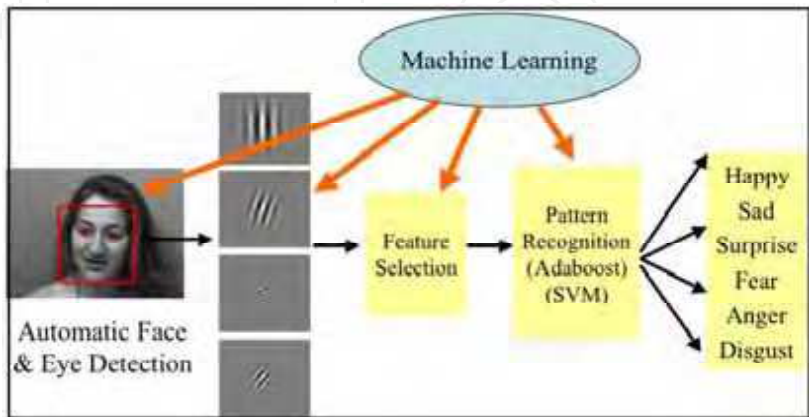 Machine Learning
Automatic Face
& Eye Detection
Feature
Selection
Pattern
Recognition
(Adaboost)
(SVM)
Happy
Sad
Surprise
Fear
Anger
Disgust